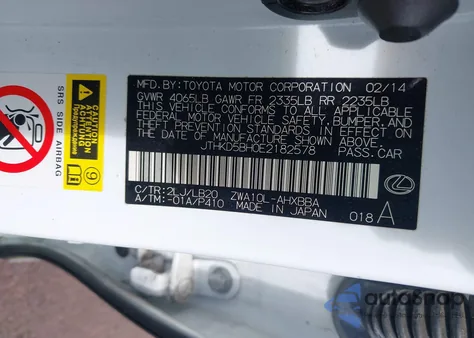 MFD. BY: TOYOTA MOTOR CORPORATION 02/14
GVWR 4065LB GAWR FR 2335LB RR 2235LB
THIS VEHICLE CONFORMS TO ALL APPLICABLE
FEDERAL MOTOR VEHICLE SAFETY, BUMPER, AND
THEFT PREVENTION STANDARDS IN EFFECT ON
THE DATE OF MANUFACTURE SHOWN ABOVE.
JTHKD5BH0E2182578 PASS.CAR
C/TR: 2LJ/LB20 ZWA10L-AHXBBA
A/TM: -01A/P410 MADE IN JAPAN 018 A
SRS SIDE AIRBAG
9
autoSnap